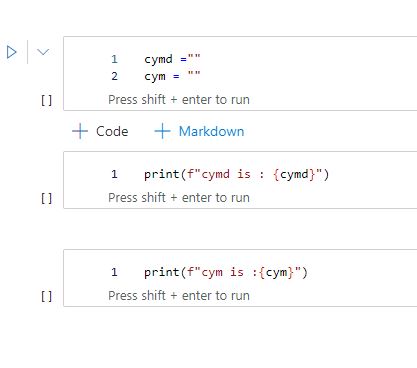 1 cymd =""
2 cym = ""
[ ] Press shift + enter to run
+ Code + Markdown
1 print(f"cymd is : {cymd}")
[ ] Press shift + enter to run
1 print(f"cym is :{cym}")
[ ] Press shift + enter to run